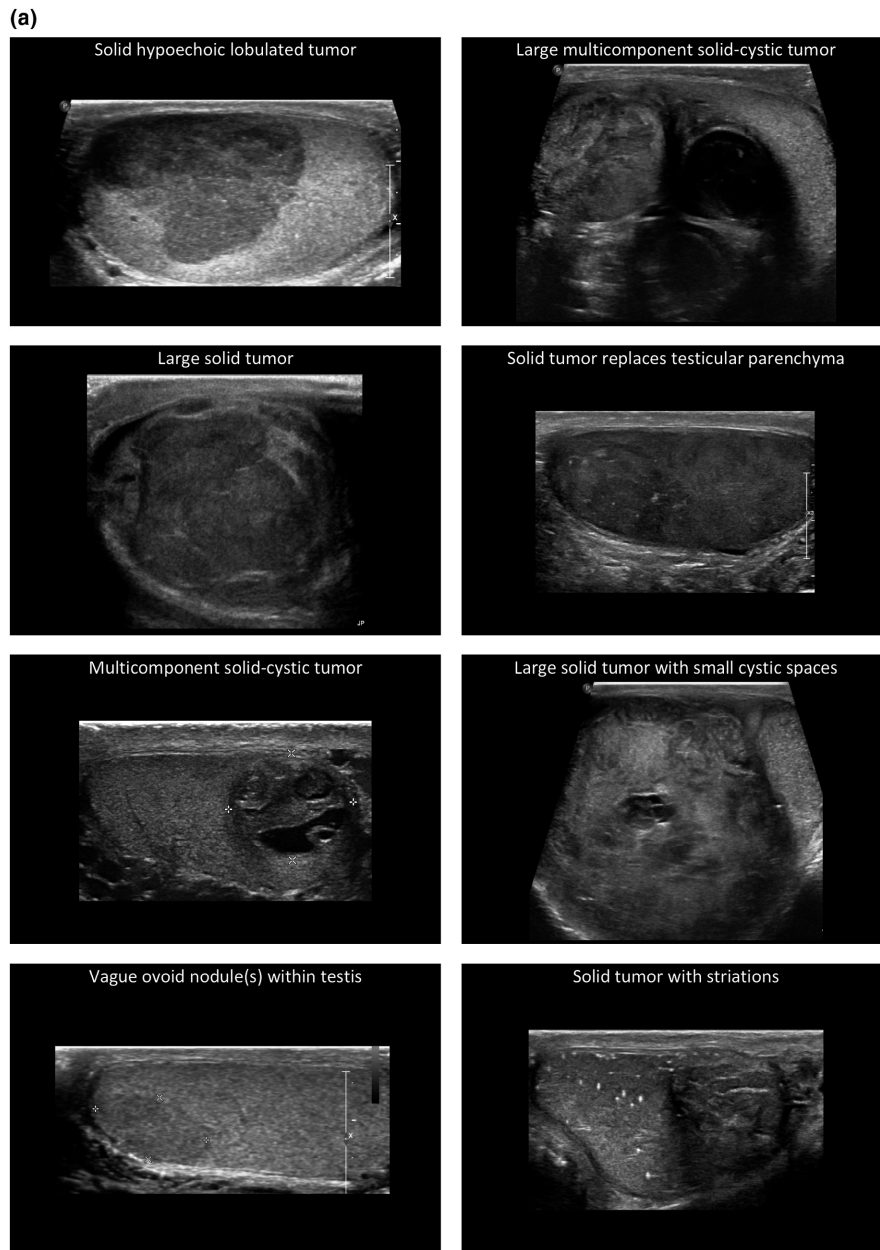 (a)
Solid hypoechoic lobulated tumor
Large multicomponent solid-cystic tumor
Large solid tumor
Solid tumor replaces testicular parenchyma
JP
Multicomponent solid-cystic tumor
Large solid tumor with small cystic spaces
Vague ovoid nodule(s) within testis
Solid tumor with striations